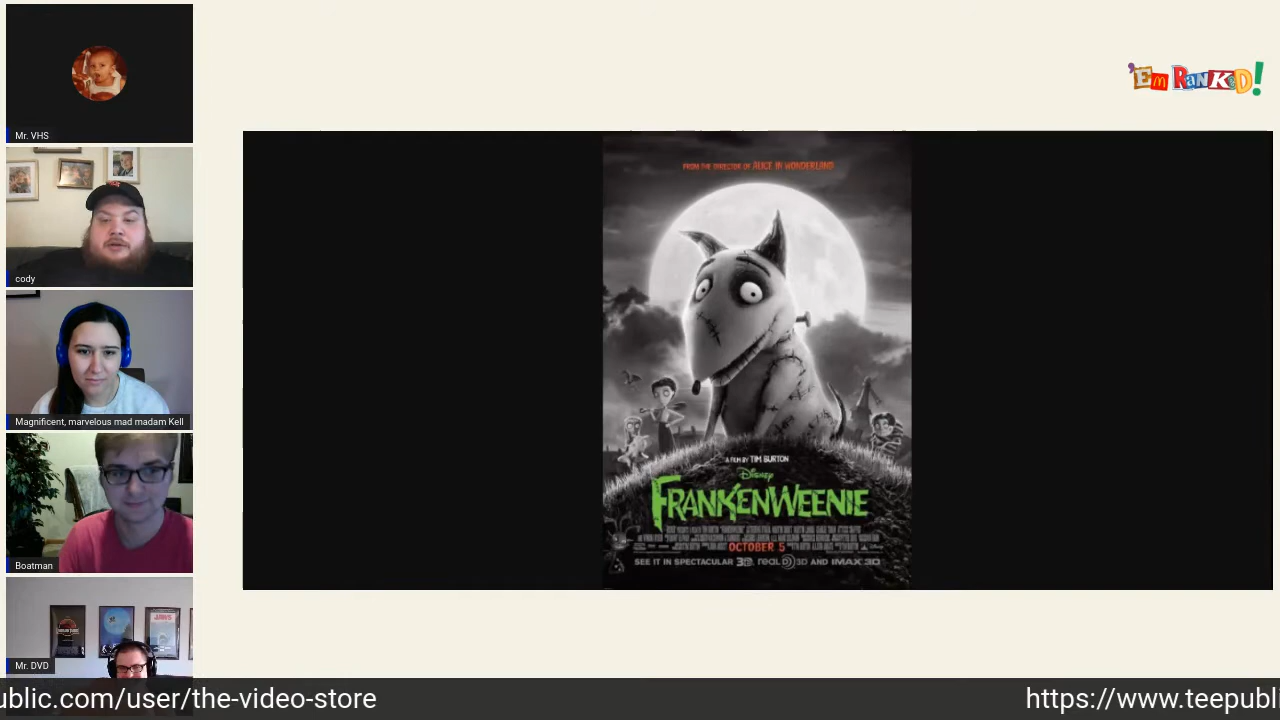 Mr. VHS
cody
Magnificent, marvelous mad madam Kell
Boatman
Mr. DVD
'Em RanKeD!
FROM THE DIRECTOR OF ALICE IN WONDERLAND
A FILM BY TIM BURTON
Disney
FRANKENWEENIE
OCTOBER 5
SEE IT IN SPECTACULAR 3D, REAL D 3D AND IMAX 3D
JAWS
ublic.com/user/the-video-store
https://www.teepubli